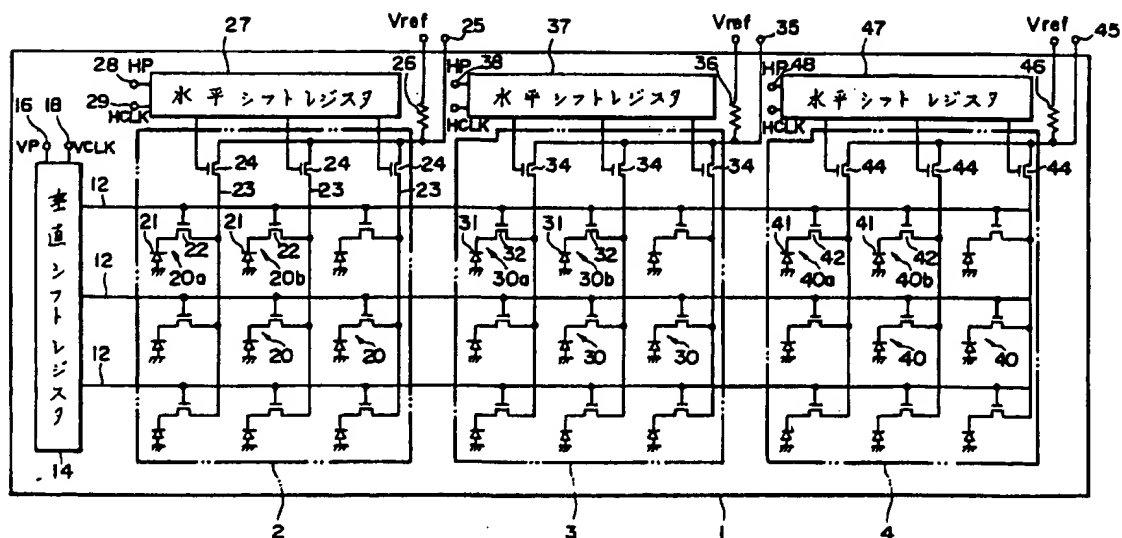 27 Vref 25 37 Vref 35 47 Vref 45
28 HP 水平シフトレジスタ 26 HP 38 水平シフトレジスタ 36 HP 48 水平シフトレジスタ 46
29 HCLK HCLK HCLK
16 18
VP VCLK
24 24 24 34 34 34 44 44 44
23 23 23
垂直シフトレジスタ
12
21 22 21 22 31 32 31 32 41 42 41 42
20a 20b 30a 30b 40a 40b
12
20 20 30 30 40 40
12
14
2 3 1 4